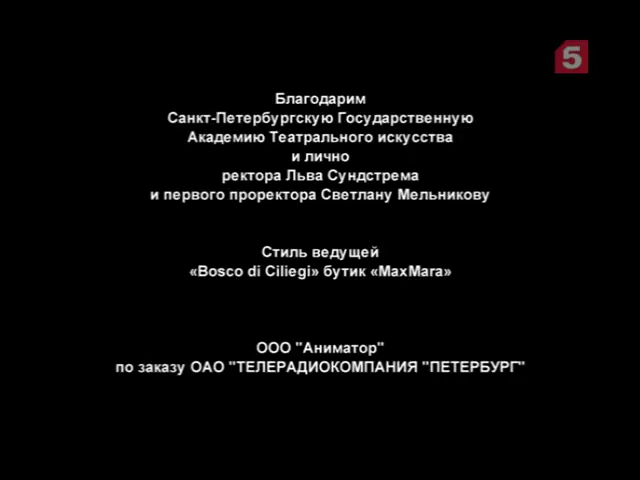 5
Благодарим
Санкт-Петербургскую Государственную
Академию Театрального искусства
и лично
ректора Льва Сундстрема
и первого проректора Светлану Мельникову
Стиль ведущей
«Bosco di Ciliegi» бутик «MaxMara»
ООО "Аниматор"
по заказу ОАО "ТЕЛЕРАДИОКОМПАНИЯ "ПЕТЕРБУРГ"